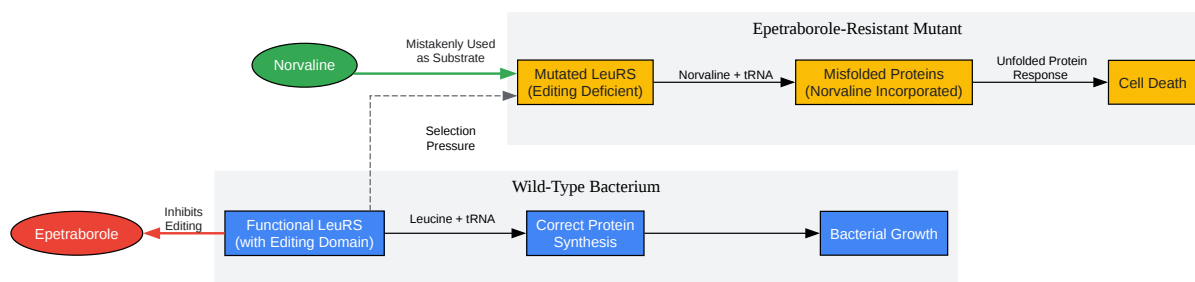 Epetraborole-Resistant Mutant
Norvaline
Mistakenly Used
as Substrate
Mutated LeuRS
(Editing Deficient)
Norvaline + tRNA
Misfolded Proteins
(Norvaline Incorporated)
Unfolded Protein
Response
Cell Death
Selection
Pressure
Wild-Type Bacterium
Epetraborole
Inhibits
Editing
Functional LeuRS
(with Editing Domain)
Leucine + tRNA
Correct Protein
Synthesis
Bacterial Growth